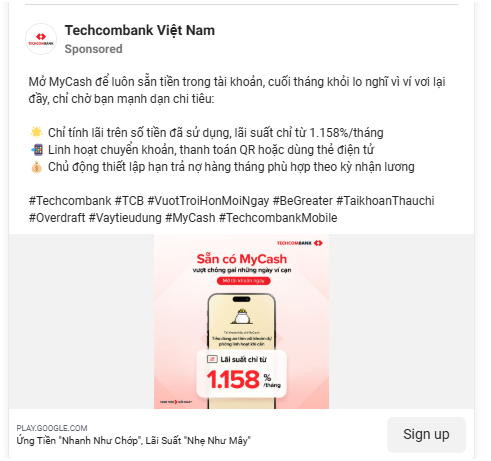 TECHCOMBANK
Techcombank Việt Nam
Sponsored
Mở MyCash để luôn sẵn tiền trong tài khoản, cuối tháng khỏi lo nghĩ vì ví vơi lại
đầy, chỉ chờ bạn mạnh dạn chi tiêu:
🌟 Chỉ tính lãi trên số tiền đã sử dụng, lãi suất chỉ từ 1.158%/tháng
📲 Linh hoạt chuyển khoản, thanh toán QR hoặc dùng thẻ điện tử
💰 Chủ động thiết lập hạn trả nợ hàng tháng phù hợp theo kỳ nhận lương
#Techcombank #TCB #VuotTroiHonMoiNgay #BeGreater #TaikhoanThauchi
#Overdraft #Vaytieudung #MyCash #TechcombankMobile
TECHCOMBANK
Sẵn có MyCash
vượt chông gai những ngày ví cạn
Mở tài khoản ngay
Lãi suất chỉ từ
1.158 %/tháng
PLAY.GOOGLE.COM
Ứng Tiền "Nhanh Như Chớp", Lãi Suất "Nhẹ Như Mây"
Sign up